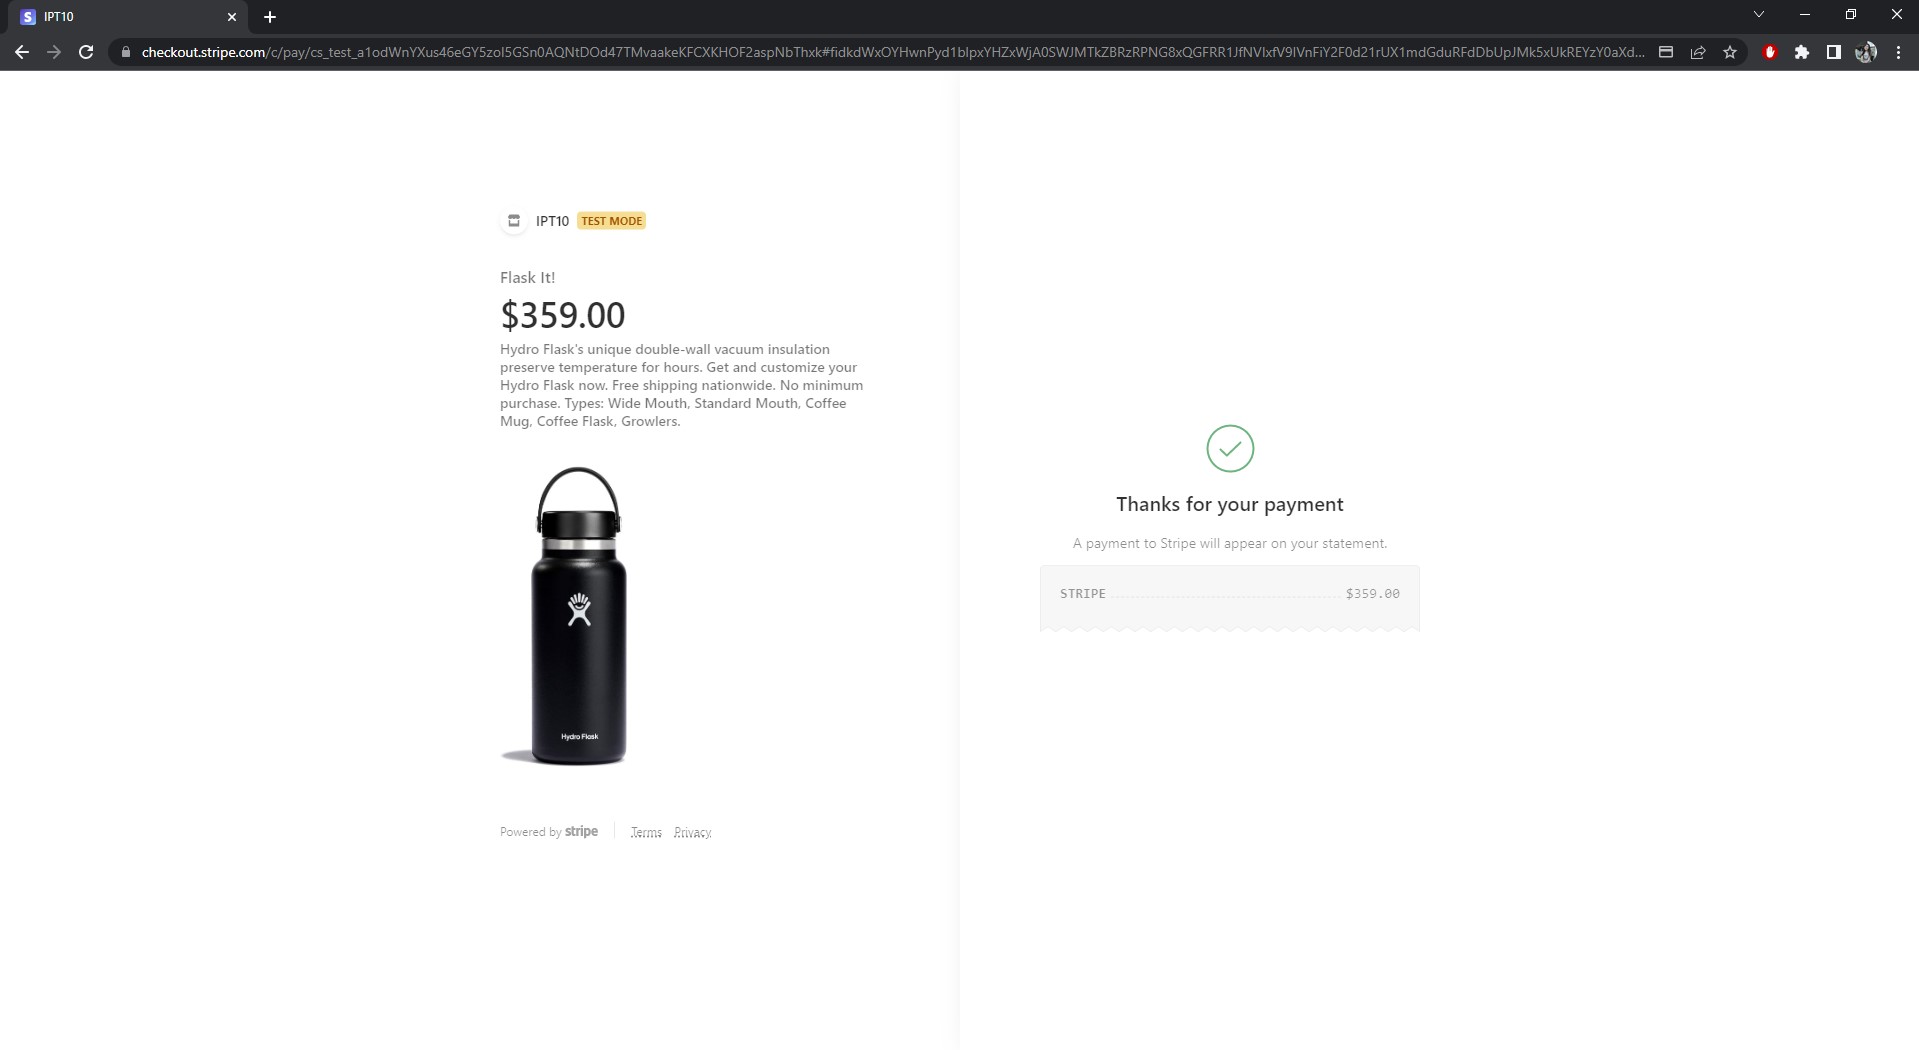 IPT10
checkout.stripe.com/c/pay/cs_test_a1odWnYXus46eGY5zoI5GSn0AQNtDOd47TMvaakeKFCXKHOF2aspNbThxk#fidkdWxOYHwnPyd1blpxYHZxWjA0SWJMTkZBRzRPNG8xQGFRR1JfNVIxfV9IVnFiY2F0d21rUX1mdGduRFdDbUpJMk5xUkREYzY0aXd...
IPT10 TEST MODE
Flask It!
$359.00
Hydro Flask's unique double-wall vacuum insulation
preserve temperature for hours. Get and customize your
Hydro Flask now. Free shipping nationwide. No minimum
purchase. Types: Wide Mouth, Standard Mouth, Coffee
Mug, Coffee Flask, Growlers.
Hydro Flask
Powered by stripe
Terms Privacy
Thanks for your payment
A payment to Stripe will appear on your statement.
STRIPE $359.00